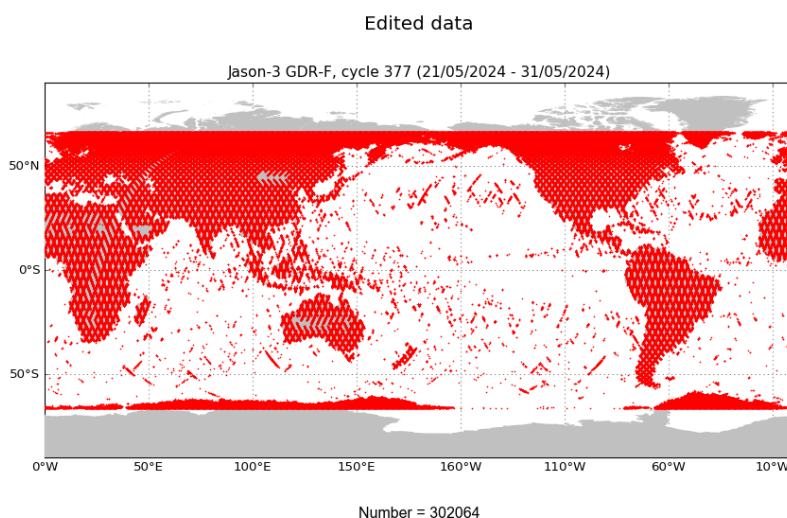 Edited data
Jason-3 GDR-F, cycle 377 (21/05/2024 - 31/05/2024)
50°N
0°S
50°S
0°W 50°E 100°E 150°E 160°W 110°W 60°W 10°W
Number = 302064